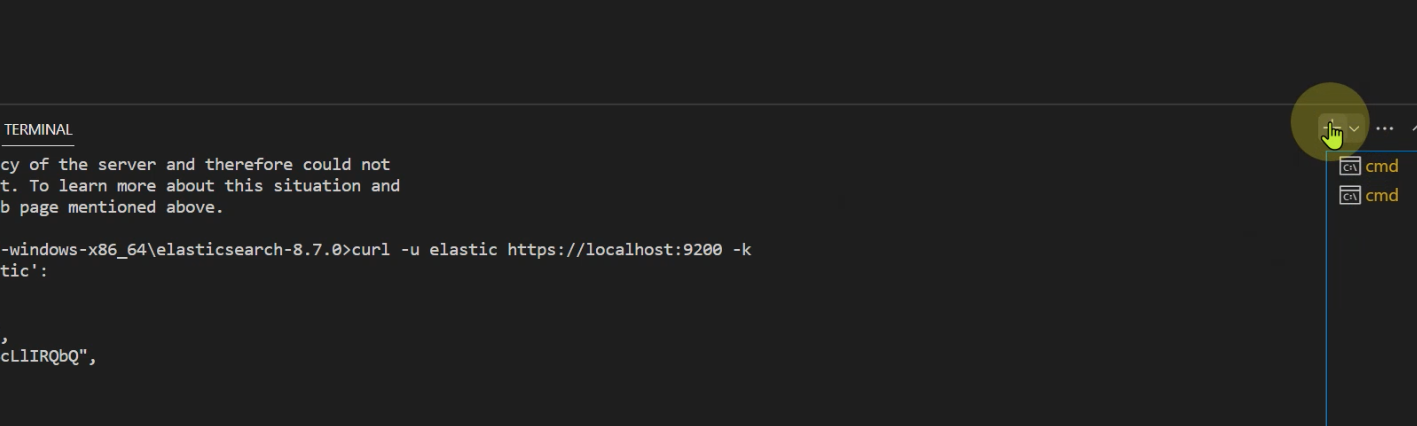 TERMINAL
cy of the server and therefore could not
t. To learn more about this situation and
b page mentioned above.
-windows-x86_64\elasticsearch-8.7.0>curl -u elastic https://localhost:9200 -k
tic':
,
cLlIRQbQ",
cmd
cmd